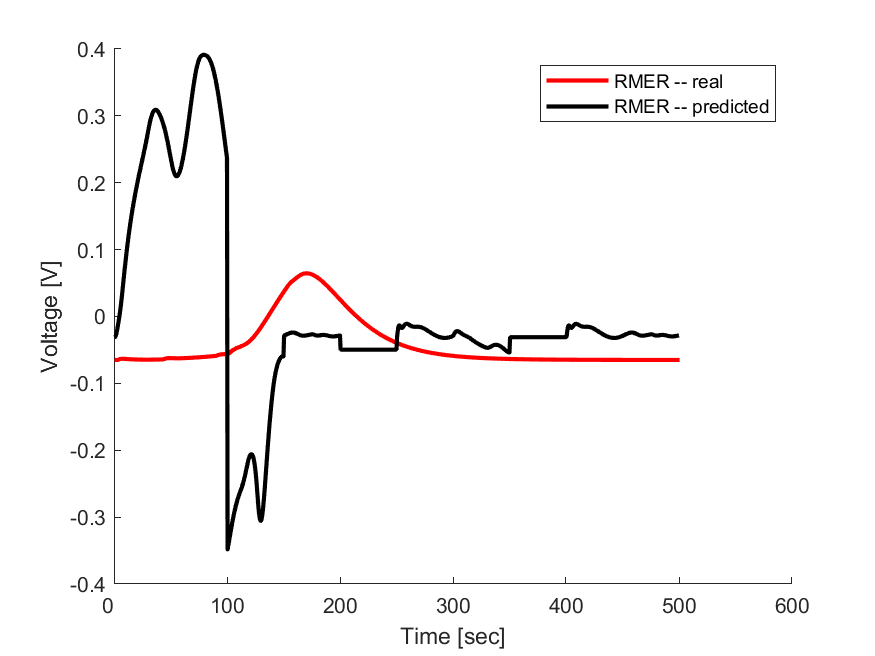 0.4
0.3
0.2
0.1
0
-0.1
-0.2
-0.3
-0.4
Voltage [V]
RMER -- real
RMER -- predicted
0 100 200 300 400 500 600
Time [sec]